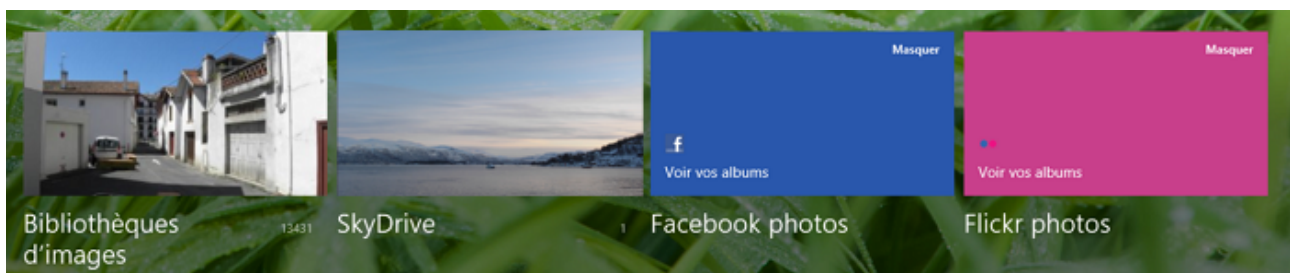 Masquer
Masquer
f
Voir vos albums
Voir vos albums
Bibliothèques
d'images
13431
SkyDrive
1
Facebook photos
Flickr photos